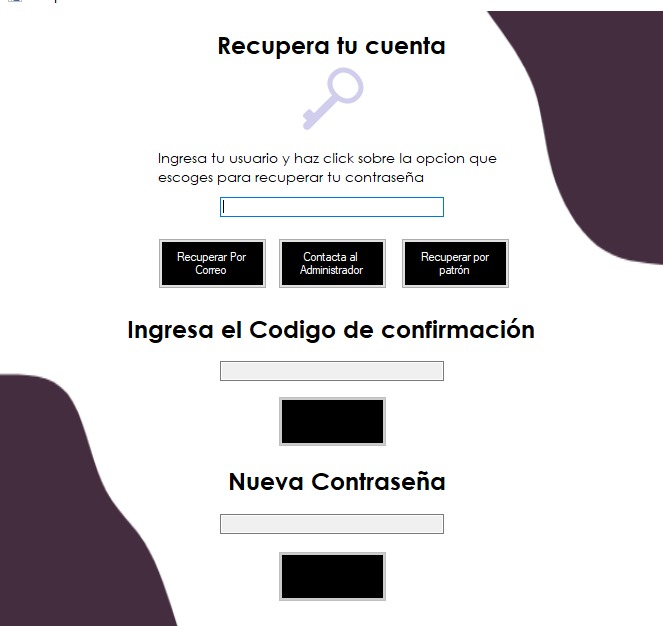 Recupera tu cuenta
Ingresa tu usuario y haz click sobre la opcion que
escoges para recuperar tu contraseña
Recuperar Por
Correo
Contacta al
Administrador
Recuperar por
patrón
Ingresa el Codigo de confirmación
Nueva Contraseña